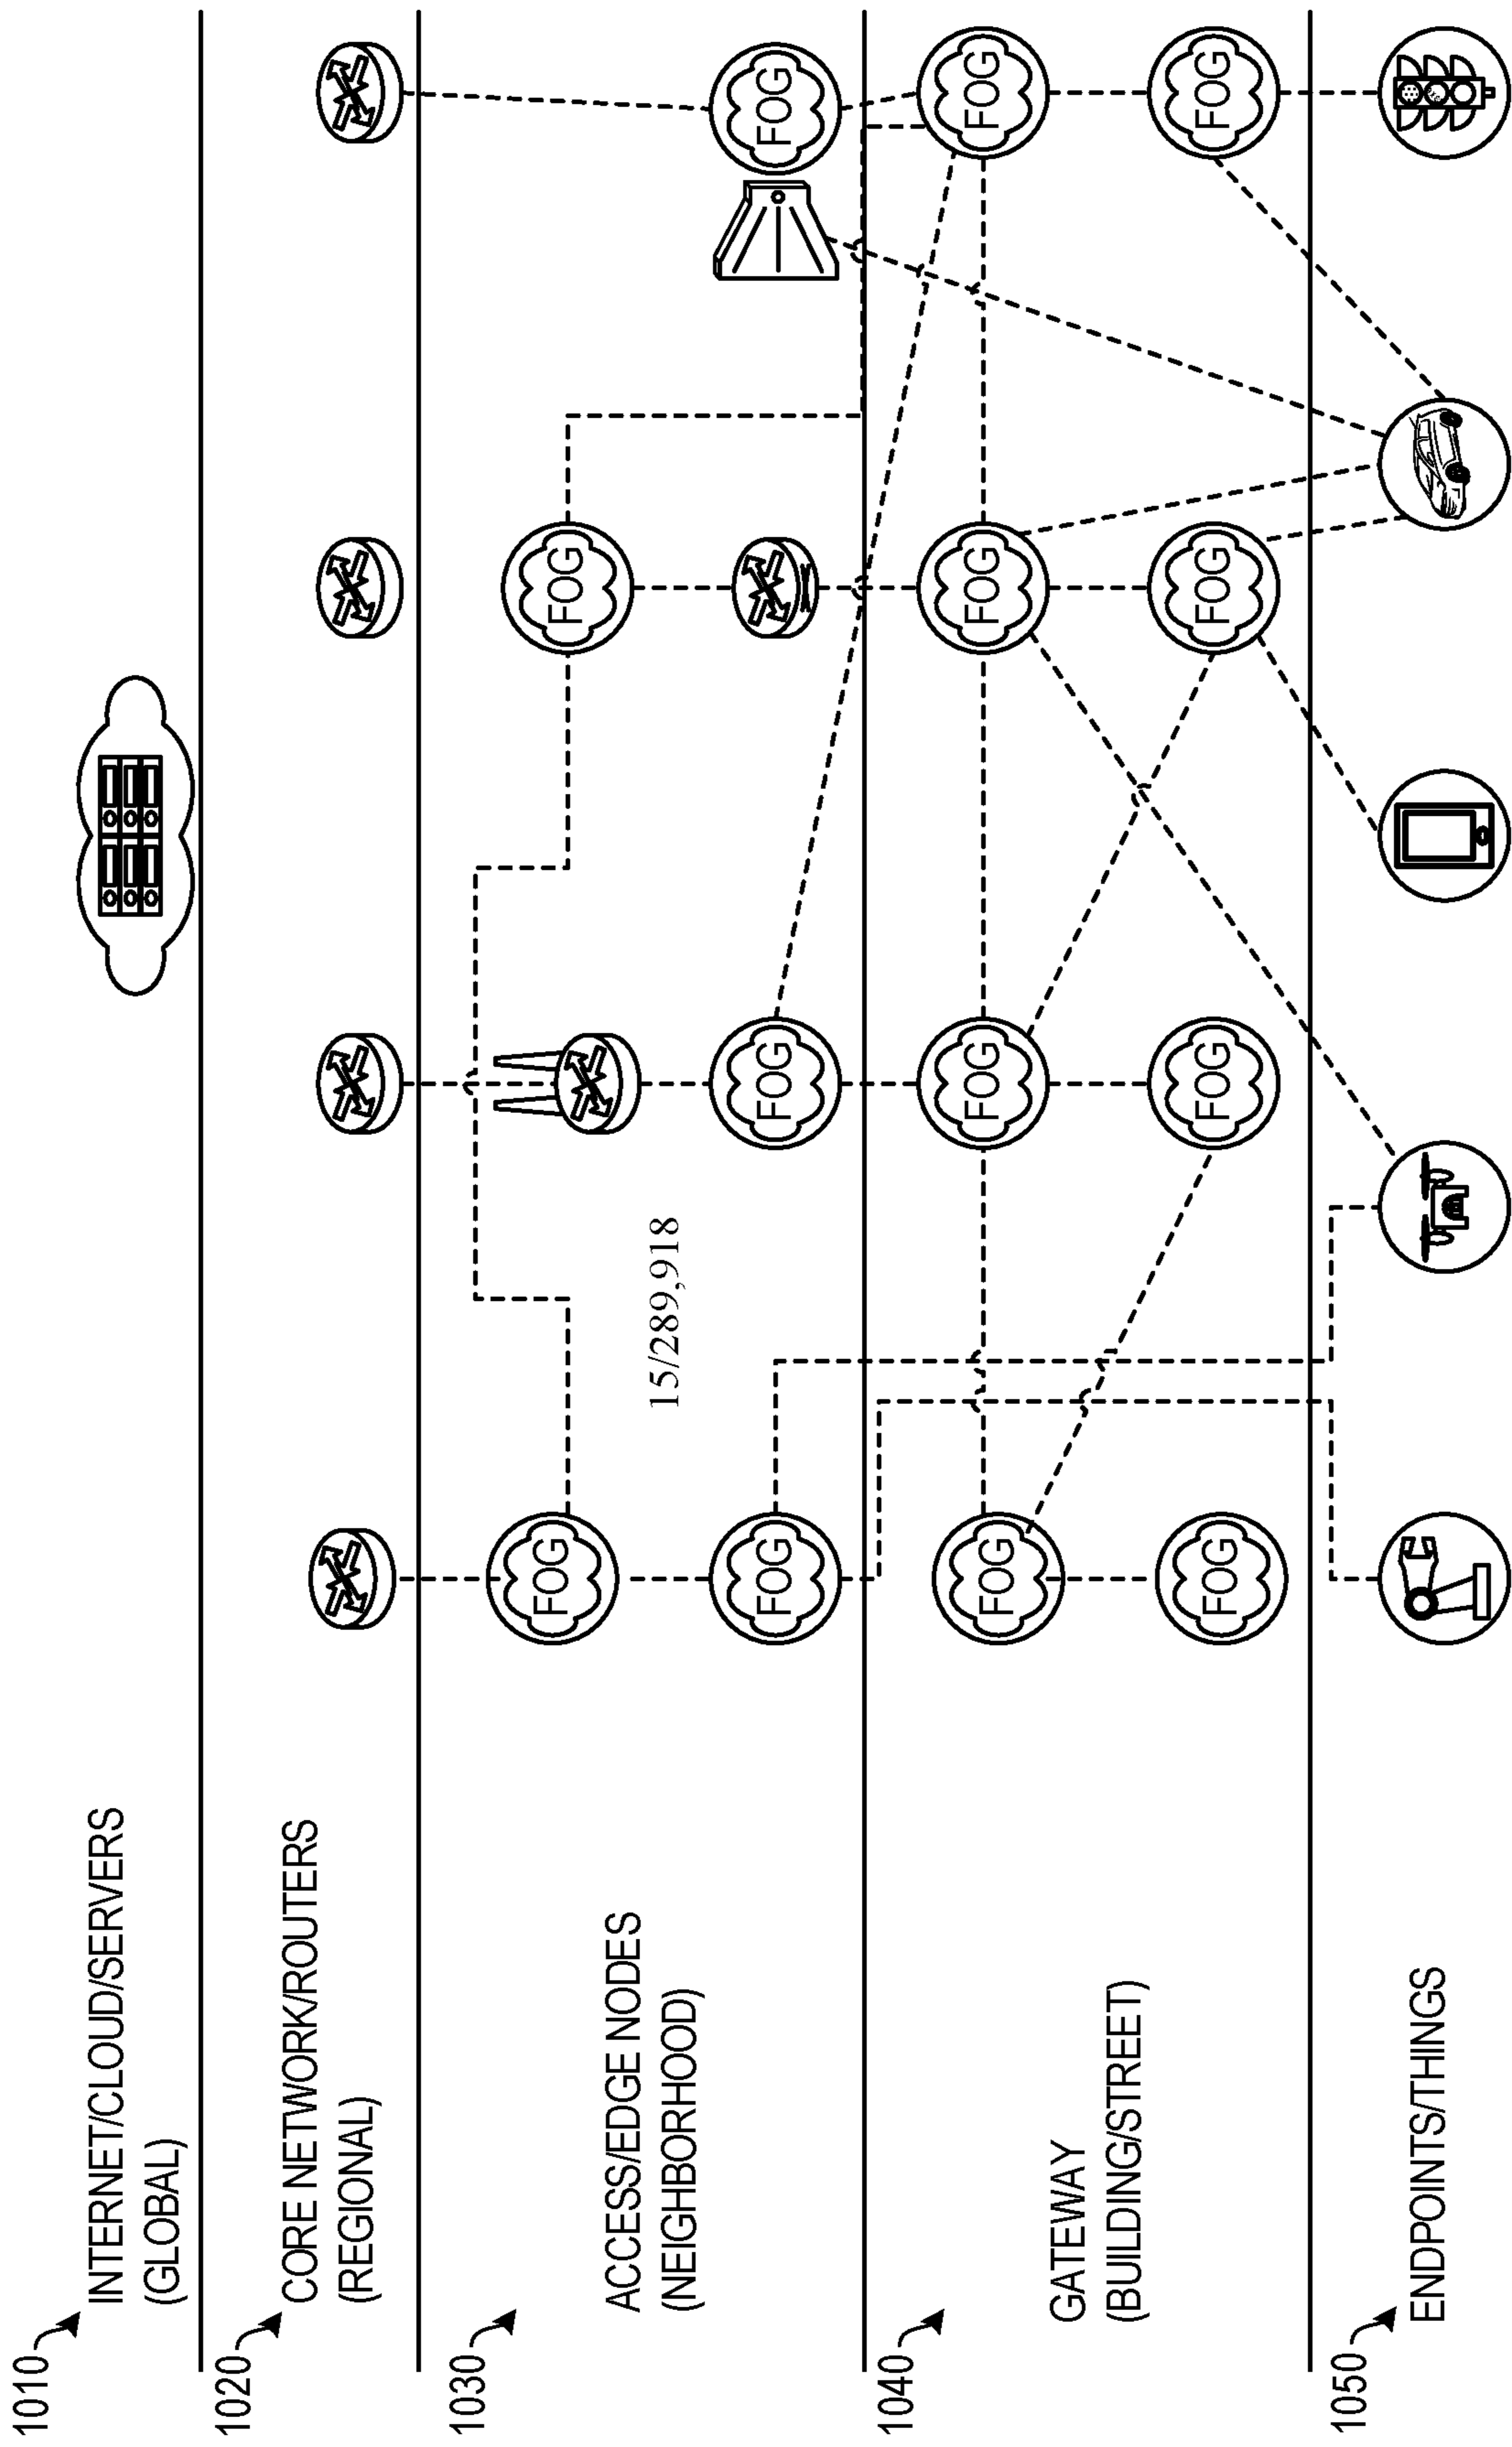 1010
INTERNET/CLOUD/SERVERS
(GLOBAL)
1020
CORE NETWORK/ROUTERS
(REGIONAL)
1030
FOG
FOG
ACCESS/EDGE NODES
(NEIGHBORHOOD)
15/289,918
FOG
FOG
FOG
1040
FOG
FOG
FOG
FOG
GATEWAY
(BUILDING/STREET)
FOG
FOG
FOG
FOG
1050
ENDPOINTS/THINGS